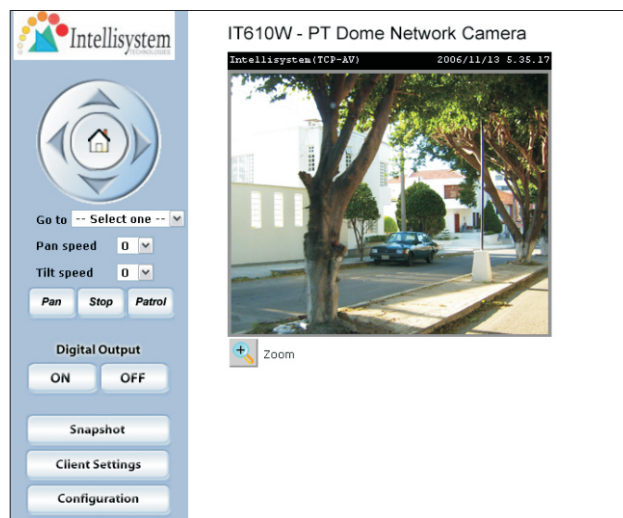 Intellisystem
TECHNOLOGIES
IT610W - PT Dome Network Camera
Intellisystem(TCP-AV) 2006/11/13 5.35.17
Go to -- Select one --
Pan speed 0
Tilt speed 0
Pan Stop Patrol
Digital Output
ON OFF
Snapshot
Client Settings
Configuration
Zoom